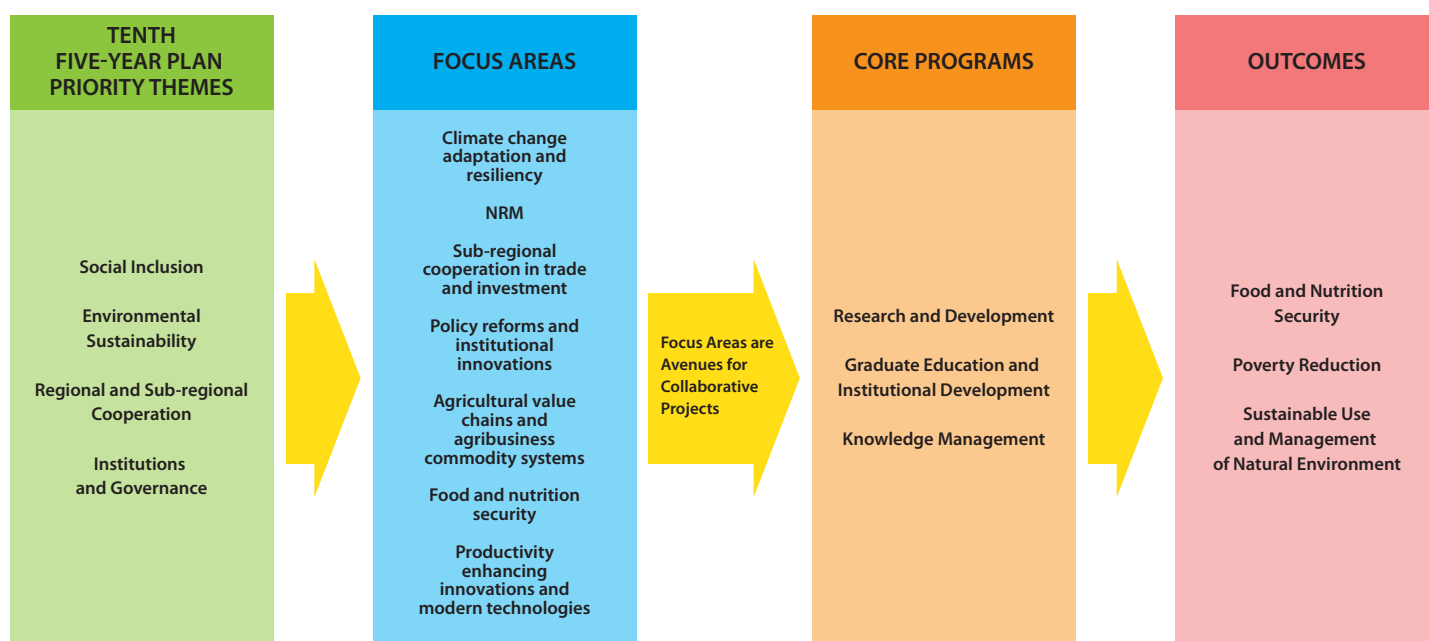 TENTH
FIVE-YEAR PLAN
PRIORITY THEMES
Social Inclusion
Environmental
Sustainability
Regional and Sub-regional
Cooperation
Institutions
and Governance
FOCUS AREAS
Climate change
adaptation and
resiliency
NRM
Sub-regional
cooperation in trade
and investment
Policy reforms and
institutional
innovations
Agricultural value
chains and
agribusiness
commodity systems
Food and nutrition
security
Productivity
enhancing
innovations and
modern technologies
Focus Areas are
Avenues for
Collaborative
Projects
CORE PROGRAMS
Research and Development
Graduate Education and
Institutional Development
Knowledge Management
OUTCOMES
Food and Nutrition
Security
Poverty Reduction
Sustainable Use
and Management
of Natural Environment